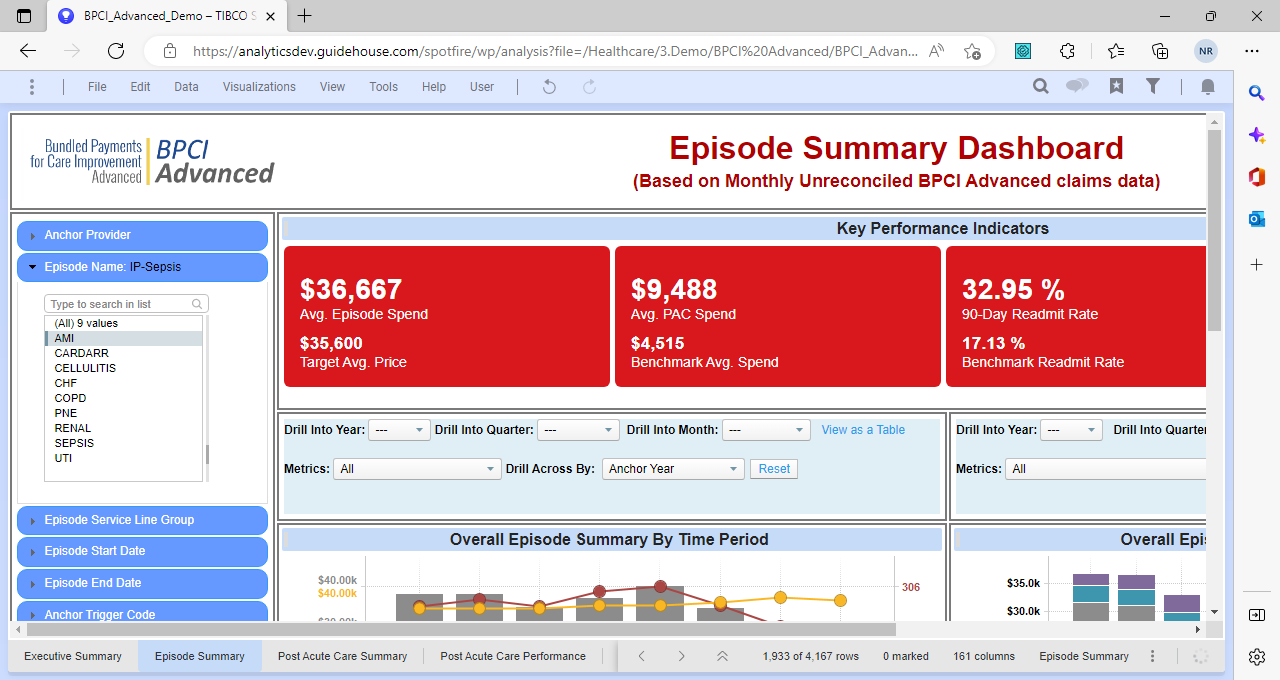 BPCI_Advanced_Demo – TIBCO S
https://analyticsdev.guidehouse.com/spotfire/wp/analysis?file=/Healthcare/3.Demo/BPCI%20Advanced/BPCI_Advan...
NR
File Edit Data Visualizations View Tools Help User
Bundled Payments
for Care Improvement
Advanced
BPCI
Advanced
Episode Summary Dashboard
(Based on Monthly Unreconciled BPCI Advanced claims data)
Anchor Provider
Episode Name: IP-Sepsis
Type to search in list
(All) 9 values
AMI
CARDARR
CELLULITIS
CHF
COPD
PNE
RENAL
SEPSIS
UTI
Episode Service Line Group
Episode Start Date
Episode End Date
Anchor Trigger Code
Key Performance Indicators
$36,667
Avg. Episode Spend
$35,600
Target Avg. Price
$9,488
Avg. PAC Spend
$4,515
Benchmark Avg. Spend
32.95 %
90-Day Readmit Rate
17.13 %
Benchmark Readmit Rate
Drill Into Year: --- Drill Into Quarter: --- Drill Into Month: --- View as a Table
Metrics: All Drill Across By: Anchor Year Reset
Drill Into Year: --- Drill Into Quarter
Metrics: All
Overall Episode Summary By Time Period
$40.00k
$40.00k
306
Overall Epi
$35.0k
$30.0k
Executive Summary Episode Summary Post Acute Care Summary Post Acute Care Performance 1,933 of 4,167 rows 0 marked 161 columns Episode Summary